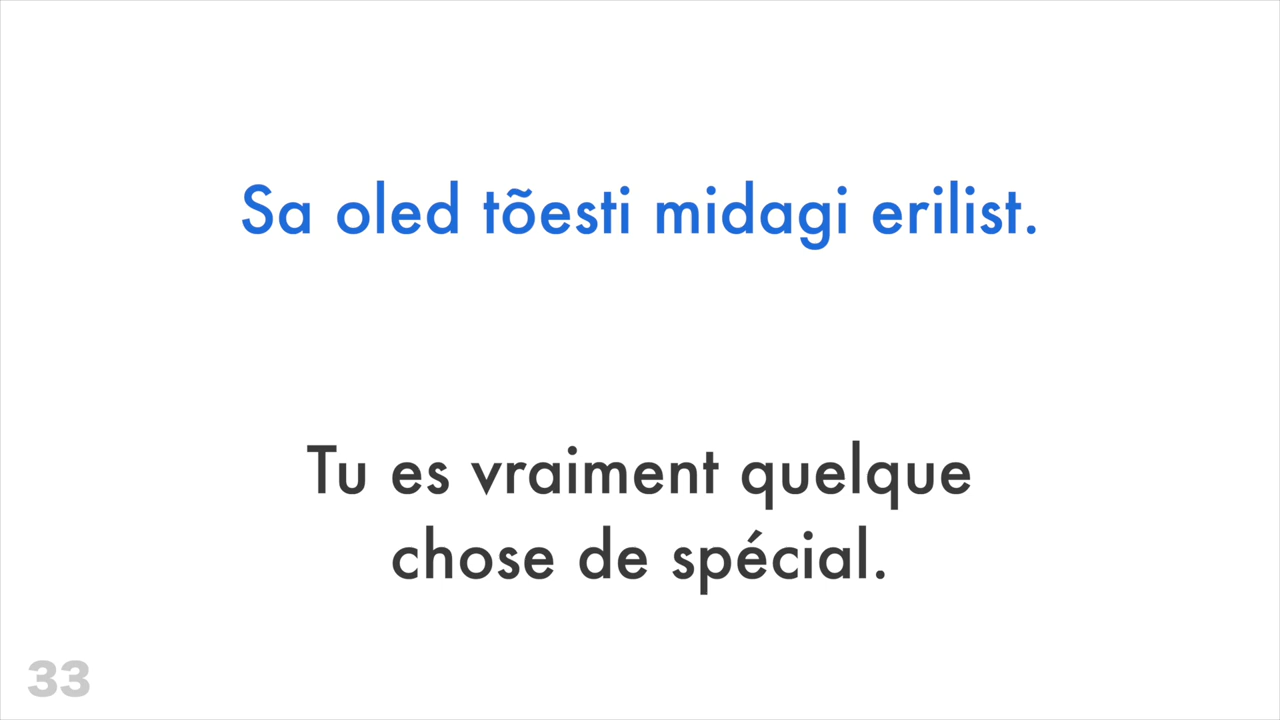 Sa oled tõesti midagi erilist.
Tu es vraiment quelque
chose de spécial.
33